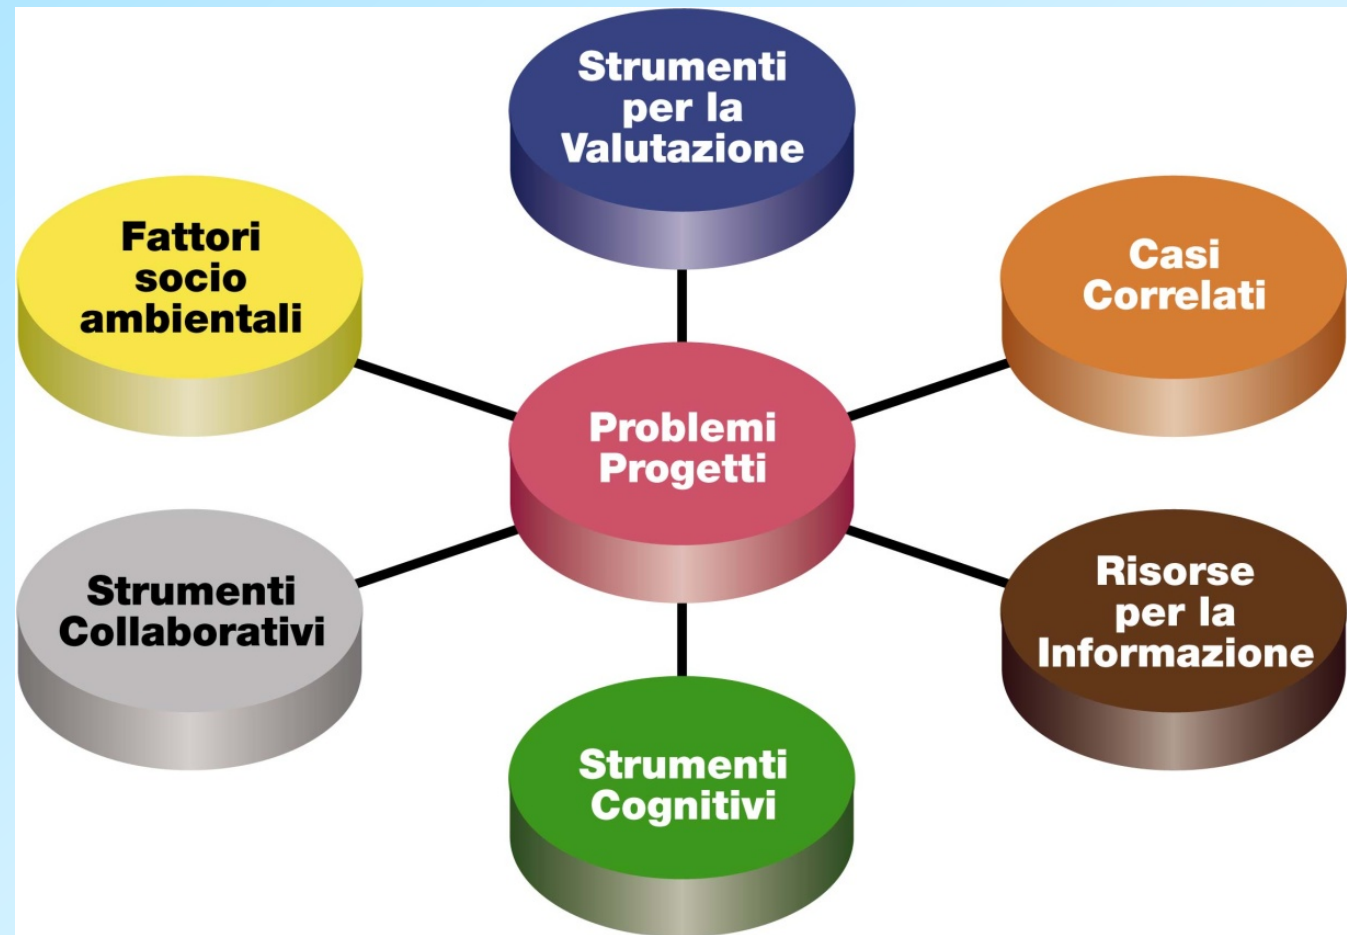 Strumenti
per la
Valutazione
Fattori
socio
ambientali
Casi
Correlati
Problemi
Progetti
Strumenti
Collaborativi
Risorse
per la
Informazione
Strumenti
Cognitivi